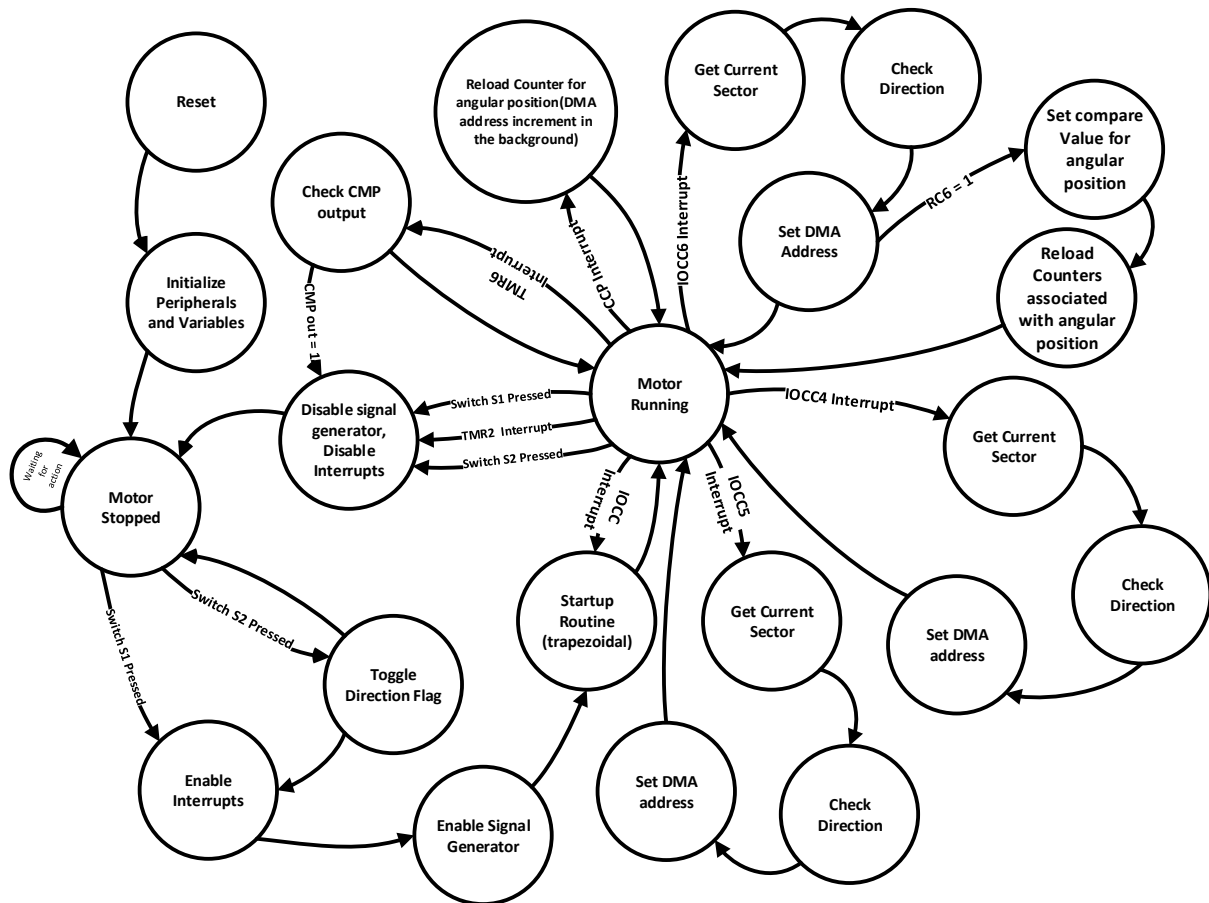 Reset
Initialize
Peripherals
and Variables
Motor
Stopped
Waiting
for
action
Switch S1 Pressed
Switch S2 Pressed
Toggle
Direction Flag
Enable
Interrupts
Enable Signal
Generator
Startup
Routine
(trapezoidal)
Motor
Running
Switch S1 Pressed
TMR2 Interrupt
Switch S2 Pressed
Disable signal
generator,
Disable
Interrupts
Check CMP
output
CMP out = 1
TMR6
Interrupt
Reload Counter for
angular position(DMA
address increment in
the background)
CCP Interrupt
IOCC6 Interrupt
Get Current
Sector
Check
Direction
Set DMA
Address
RC6 = 1
Set compare
Value for
angular
position
Reload
Counters
associated
with angular
position
IOCC4 Interrupt
Get Current
Sector
Check
Direction
Set DMA
address
IOCC5
Interrupt
Get Current
Sector
Check
Direction
Set DMA
address
IOCC
Interrupt